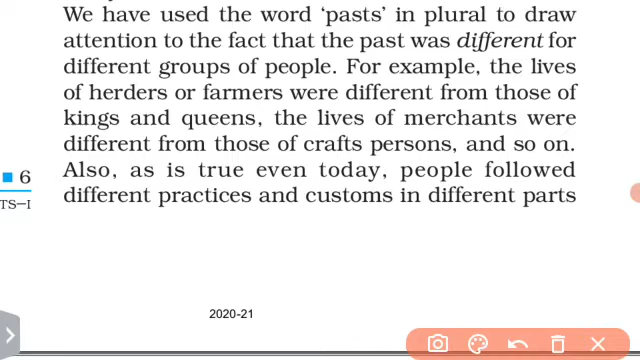 We have used the word ‘pasts’ in plural to draw
attention to the fact that the past was different for
different groups of people. For example, the lives
of herders or farmers were different from those of
kings and queens, the lives of merchants were
different from those of crafts persons, and so on.
Also, as is true even today, people followed
different practices and customs in different parts
■ 6
TS–I
2020-21